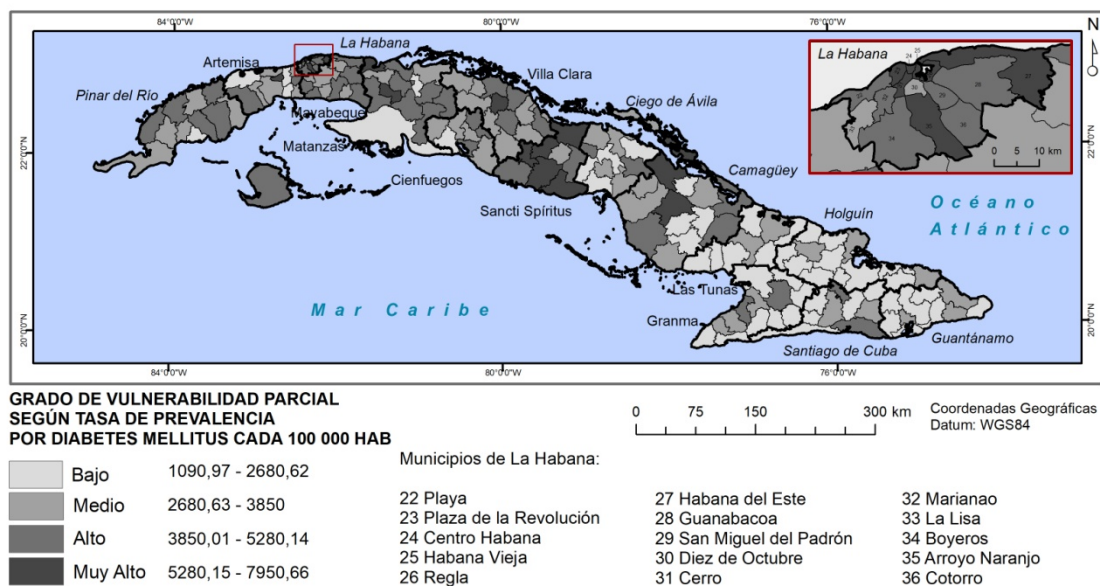 84°0'0"W 80°0'0"W 76°0'0"W
N
La Habana
Artemisa
Villa Clara
Pinar del Río
Ciego de Ávila
Mayabeque
22°0'0"N
22°0'0"N
Matanzas
Camagüey
Cienfuegos
Sancti Spíritus
Holguín
Océano
Atlántico
Las Tunas
Mar Caribe
Granma
20°0'0"N
20°0'0"N
Guantánamo
Santiago de Cuba
84°0'0"W 80°0'0"W 76°0'0"W
La Habana
25
24
27
30
29
34
36
0 5 10 km
GRADO DE VULNERABILIDAD PARCIAL
SEGÚN TASA DE PREVALENCIA
POR DIABETES MELLITUS CADA 100 000 HAB
0 75 150 300 km
Coordenadas Geográficas
Datum: WGS84
Bajo 1090,97 - 2680,62
Medio 2680,63 - 3850
Alto 3850,01 - 5280,14
Muy Alto 5280,15 - 7950,66
Municipios de La Habana:
22 Playa
23 Plaza de la Revolución
24 Centro Habana
25 Habana Vieja
26 Regla
27 Habana del Este
28 Guanabacoa
29 San Miguel del Padrón
30 Diez de Octubre
31 Cerro
32 Marianao
33 La Lisa
34 Boyeros
35 Arroyo Naranjo
36 Cotorro